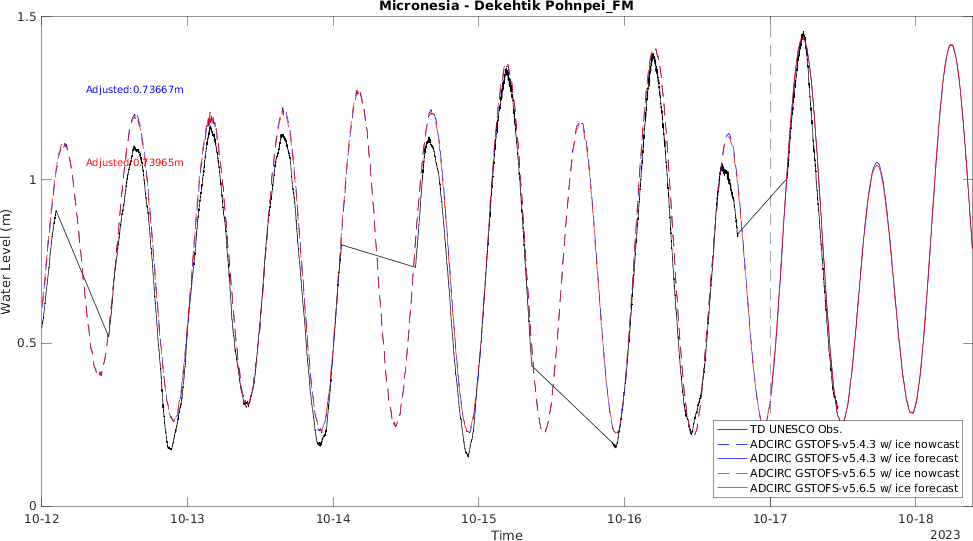 Micronesia - Dekehtik Pohnpei_FM
1.5
1
0.5
0
Water Level (m)
Adjusted:0.73667m
Adjusted:0.73965m
TD UNESCO Obs.
ADCIRC GSTOFS-v5.4.3 w/ ice nowcast
ADCIRC GSTOFS-v5.4.3 w/ ice forecast
ADCIRC GSTOFS-v5.6.5 w/ ice nowcast
ADCIRC GSTOFS-v5.6.5 w/ ice forecast
10-12 10-13 10-14 10-15 10-16 10-17 10-18
Time
2023